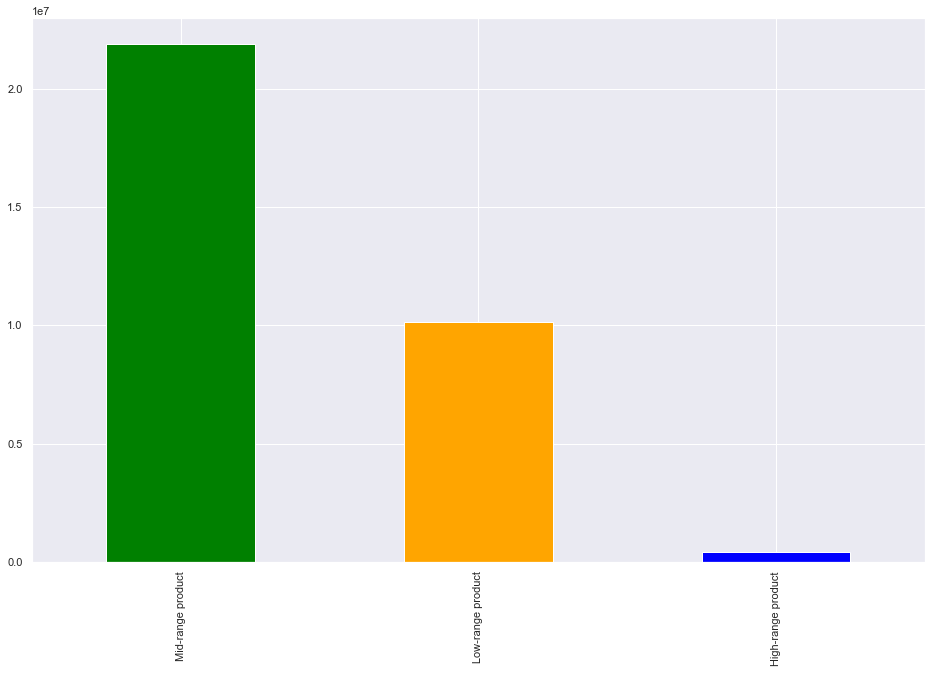 1e7
2.0
1.5
1.0
0.5
0.0
Mid-range product
Low-range product
High-range product